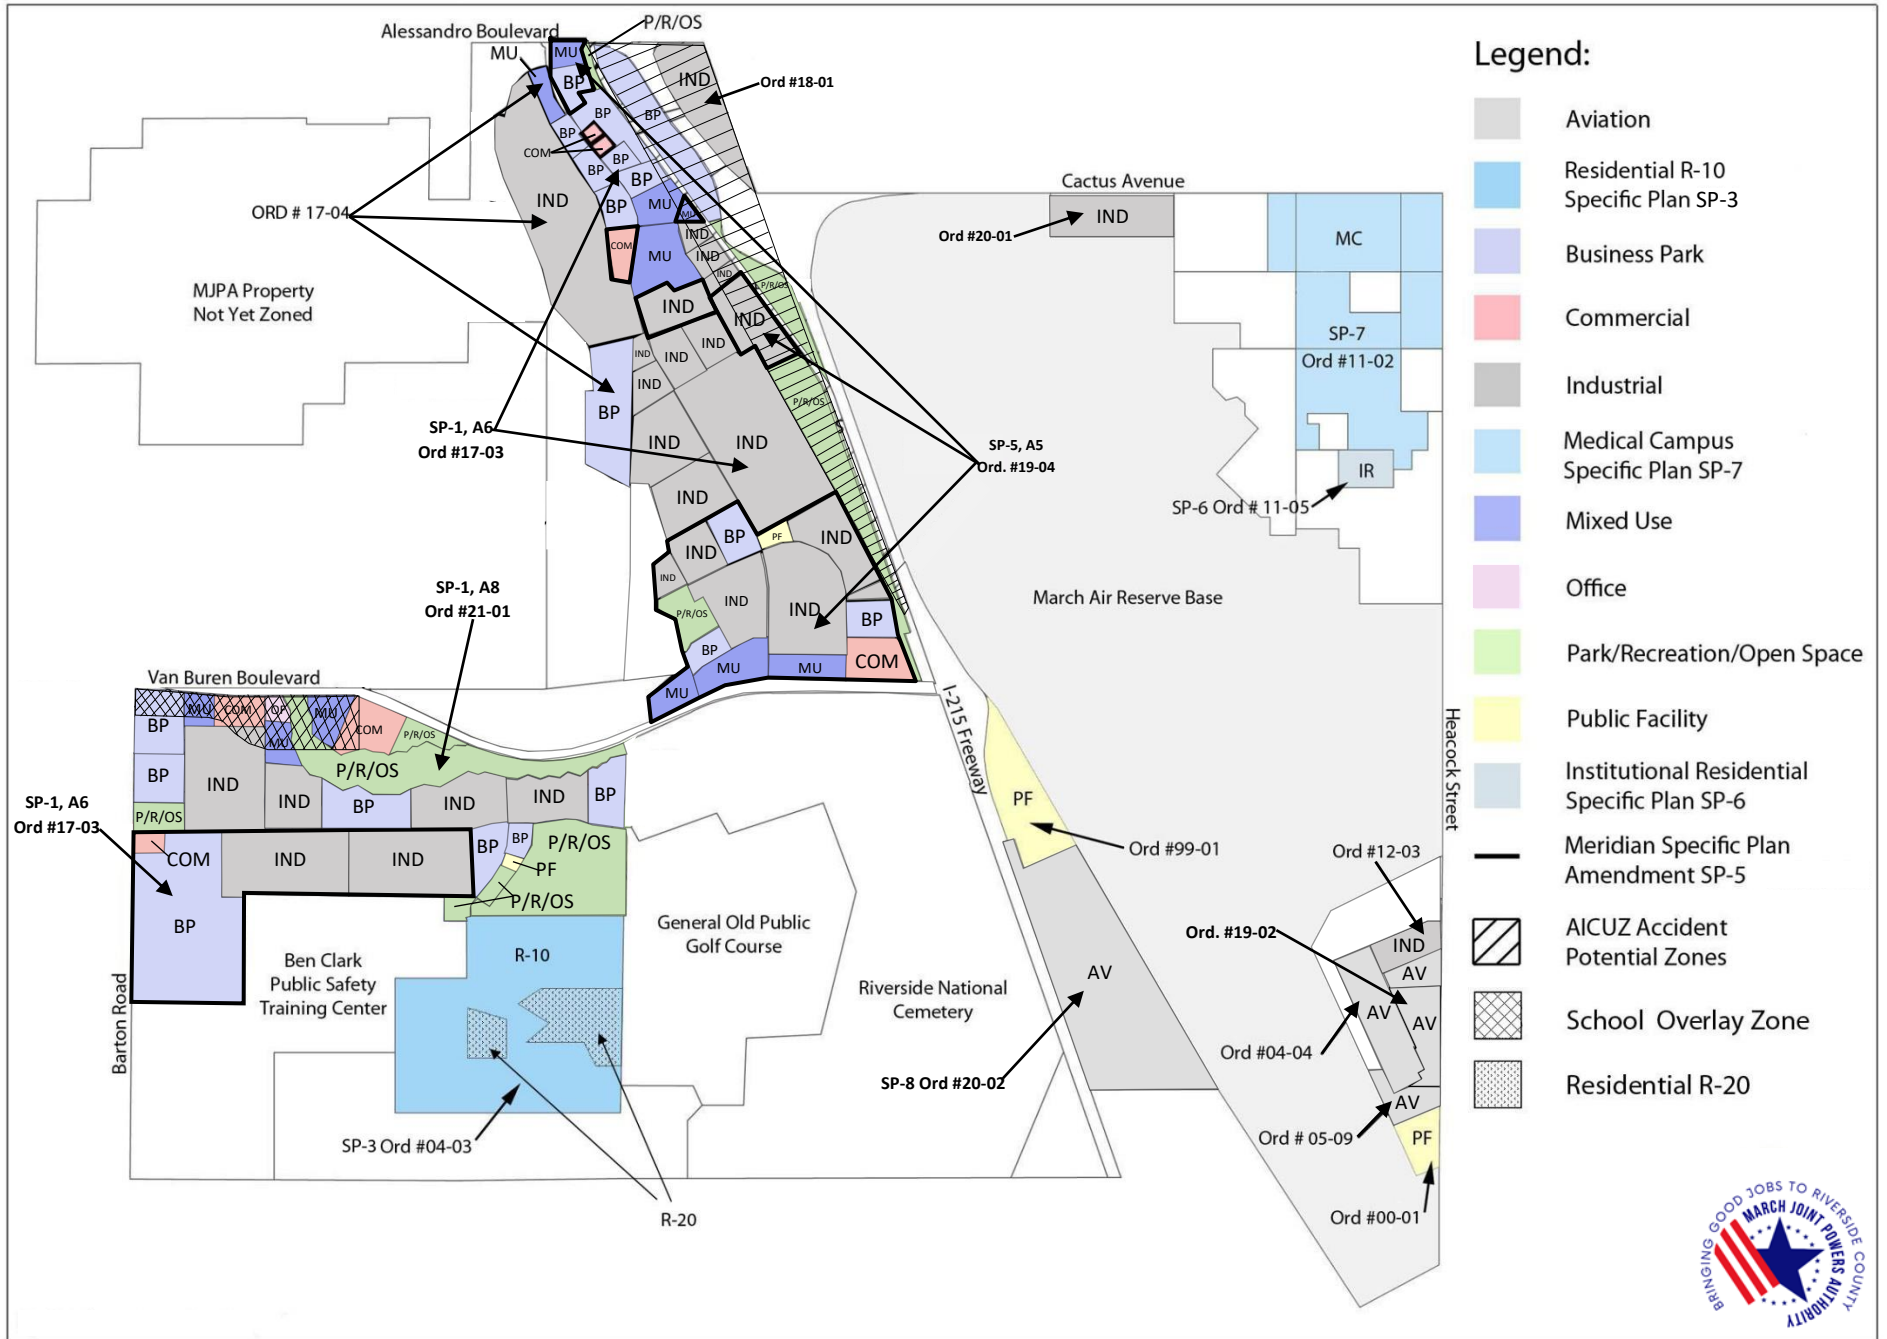 Alessandro Boulevard
P/R/OS
MU
MU
BP
IND
Ord #18-01
BP
BP
BP
COM
BP
BP
BP
IND
BP
MU
MU
ORD # 17-04
COM
IND
MU
IND
IND
P/R/OS
IND
IND
MJPA Property
Not Yet Zoned
IND
IND
IND
IND
BP
P/R/OS
SP-1, A6
Ord #17-03
IND
IND
SP-5, A5
Ord. #19-04
IND
BP
PF
IND
IND
IND
IND
IND
P/R/OS
BP
BP
MU
MU
COM
MU
Cactus Avenue
IND
Ord #20-01
MC
SP-7
Ord #11-02
IR
SP-6 Ord # 11-05
March Air Reserve Base
SP-1, A8
Ord #21-01
Van Buren Boulevard
MU
COM
OF
MU
BP
MU
COM
P/R/OS
BP
IND
P/R/OS
IND
BP
IND
IND
BP
P/R/OS
SP-1, A6
Ord #17-03
COM
IND
IND
BP
BP
P/R/OS
PF
P/R/OS
BP
R-10
Ben Clark
Public Safety
Training Center
General Old Public
Golf Course
Riverside National
Cemetery
Barton Road
SP-3 Ord #04-03
R-20
I-215 Freeway
PF
Ord #99-01
AV
SP-8 Ord #20-02
Heacock Street
Ord #12-03
Ord. #19-02
IND
AV
AV
AV
Ord #04-04
AV
Ord # 05-09
PF
Ord #00-01
Legend:
Aviation
Residential R-10
Specific Plan SP-3
Business Park
Commercial
Industrial
Medical Campus
Specific Plan SP-7
Mixed Use
Office
Park/Recreation/Open Space
Public Facility
Institutional Residential
Specific Plan SP-6
Meridian Specific Plan
Amendment SP-5
AICUZ Accident
Potential Zones
School Overlay Zone
Residential R-20
BRINGING GOOD JOBS TO RIVERSIDE COUNTY
MARCH JOINT POWERS AUTHORITY